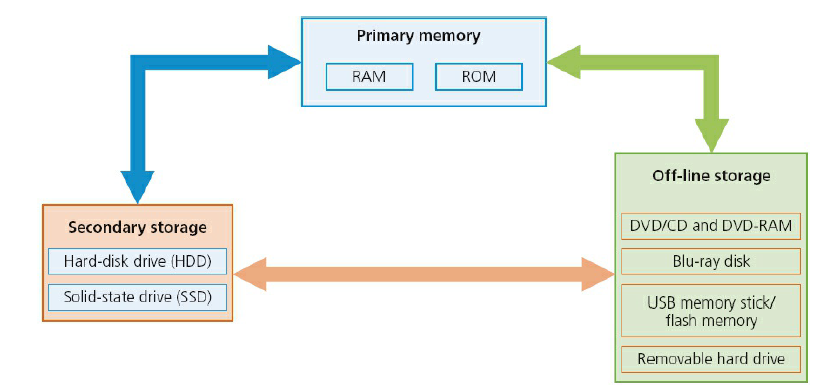 Primary memory
RAM
ROM
Secondary storage
Hard-disk drive (HDD)
Solid-state drive (SSD)
Off-line storage
DVD/CD and DVD-RAM
Blu-ray disk
USB memory stick/
flash memory
Removable hard drive